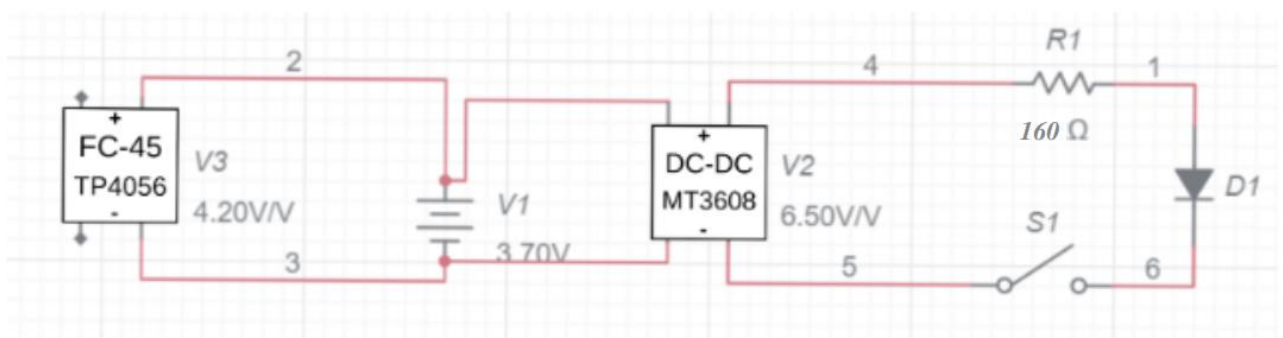 R1
2
4
1
+
FC-45
TP4056
-
V3
4.20V/V
160 Ω
+
DC-DC
MT3608
-
V2
6.50V/V
V1
3.70V
D1
S1
3
5
6